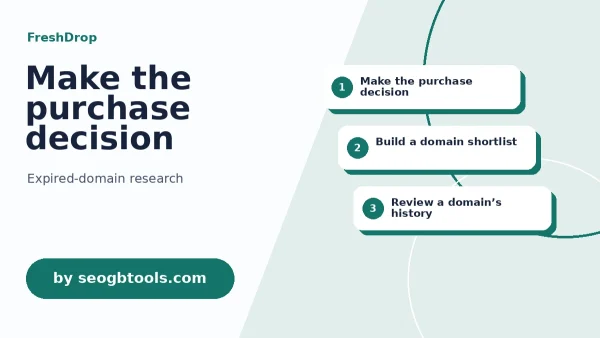 FreshDrop
Make the
purchase
decision
Expired-domain research
by seogbtools.com
1
Make the purchase
decision
2
Build a domain shortlist
3
Review a domain’s
history